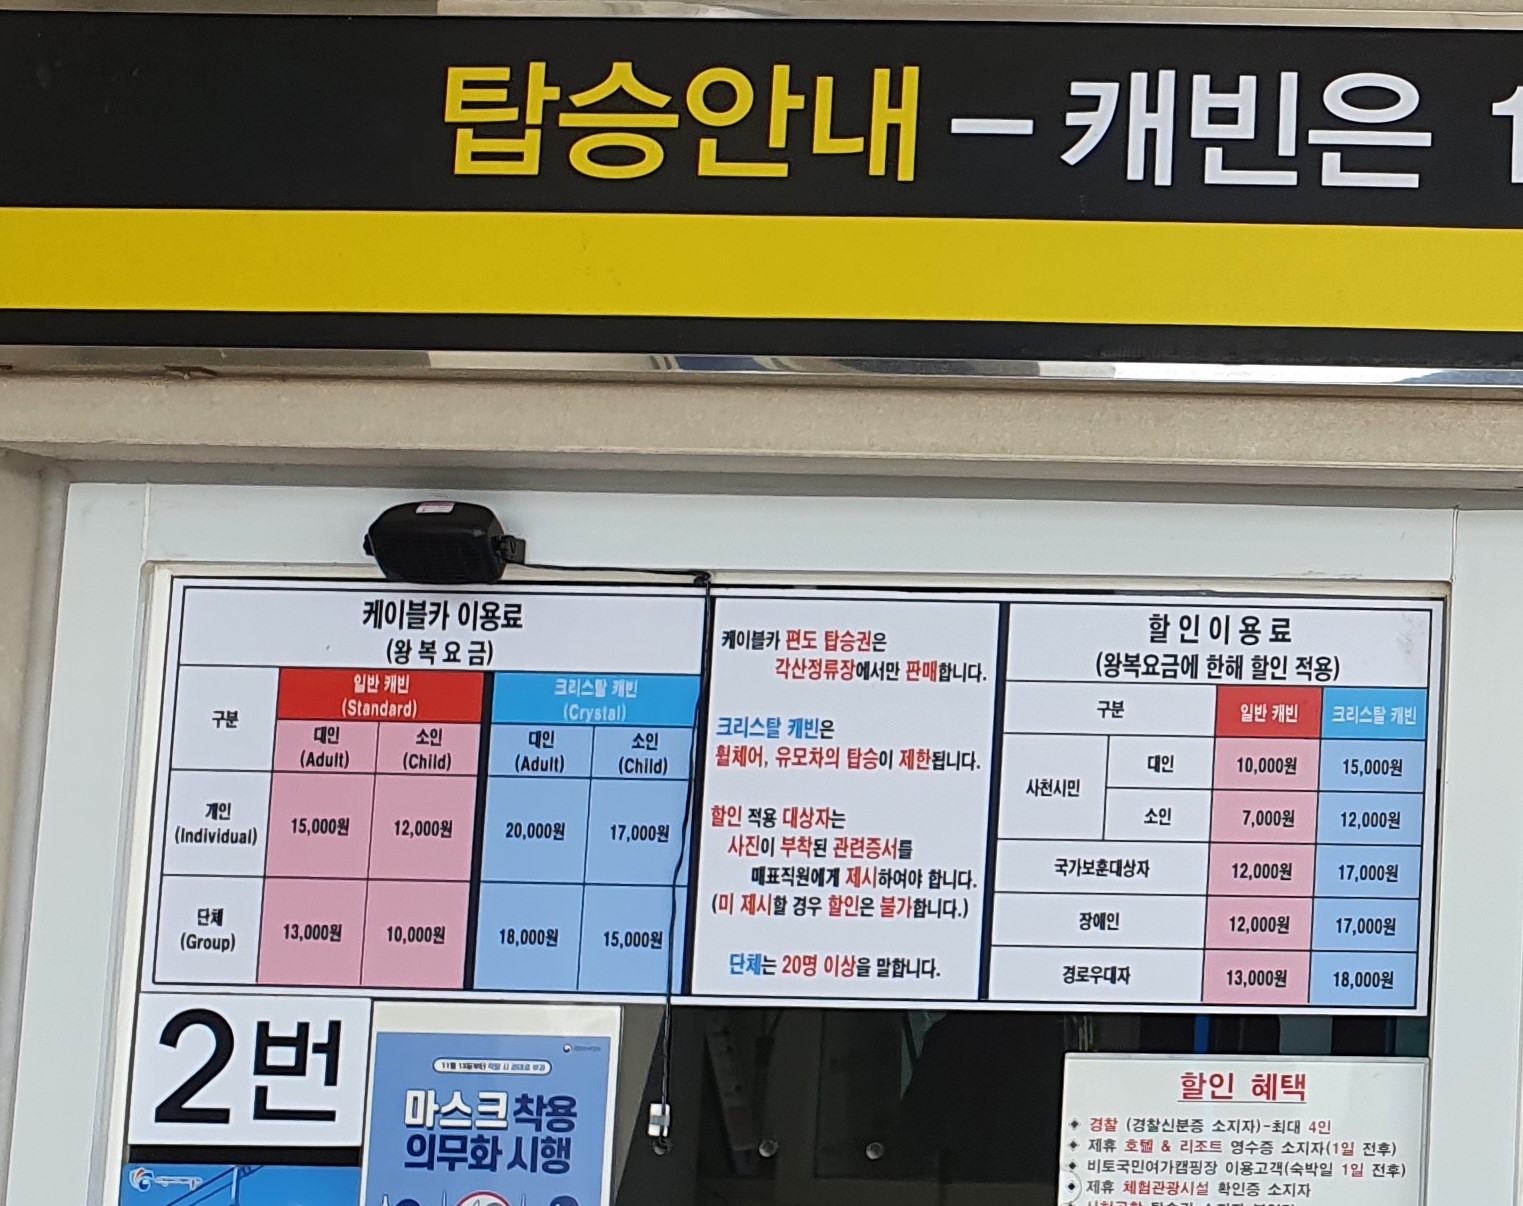 탑승안내 – 캐빈은
케이블카 이용료
(왕 복 요 금)
구분
일반 캐빈
(Standard)
크리스탈 캐빈
(Crystal)
대인
(Adult)
소인
(Child)
대인
(Adult)
소인
(Child)
개인
(Individual)
15,000원 12,000원 20,000원 17,000원
단체
(Group)
13,000원 10,000원 18,000원 15,000원
케이블카 편도 탑승권은
각산정류장에서만 판매합니다.
크리스탈 캐빈은
휠체어, 유모차의 탑승이 제한됩니다.
할인 적용 대상자는
사진이 부착된 관련증서를
매표직원에게 제시하여야 합니다.
(미 제시할 경우 할인은 불가합니다.)
단체는 20명 이상을 말합니다.
할 인 이 용 료
(왕복요금에 한해 할인 적용)
구분 일반 캐빈 크리스탈 캐빈
사천시민
대인 10,000원 15,000원
소인 7,000원 12,000원
국가보훈대상자 12,000원 17,000원
장애인 12,000원 17,000원
경로우대자 13,000원 18,000원
2번
11월 13일부터 적발 시 과태료 부과
마스크 착용
의무화 시행
할인 혜택
◈ 경찰 (경찰신분증 소지자)-최대 4인
◈ 제휴 호텔 & 리조트 영수증 소지자(1일 전후)
◈ 비토국민여가캠핑장 이용고객(숙박일 1일 전후)
◈ 제휴 체험관광시설 확인증 소지자